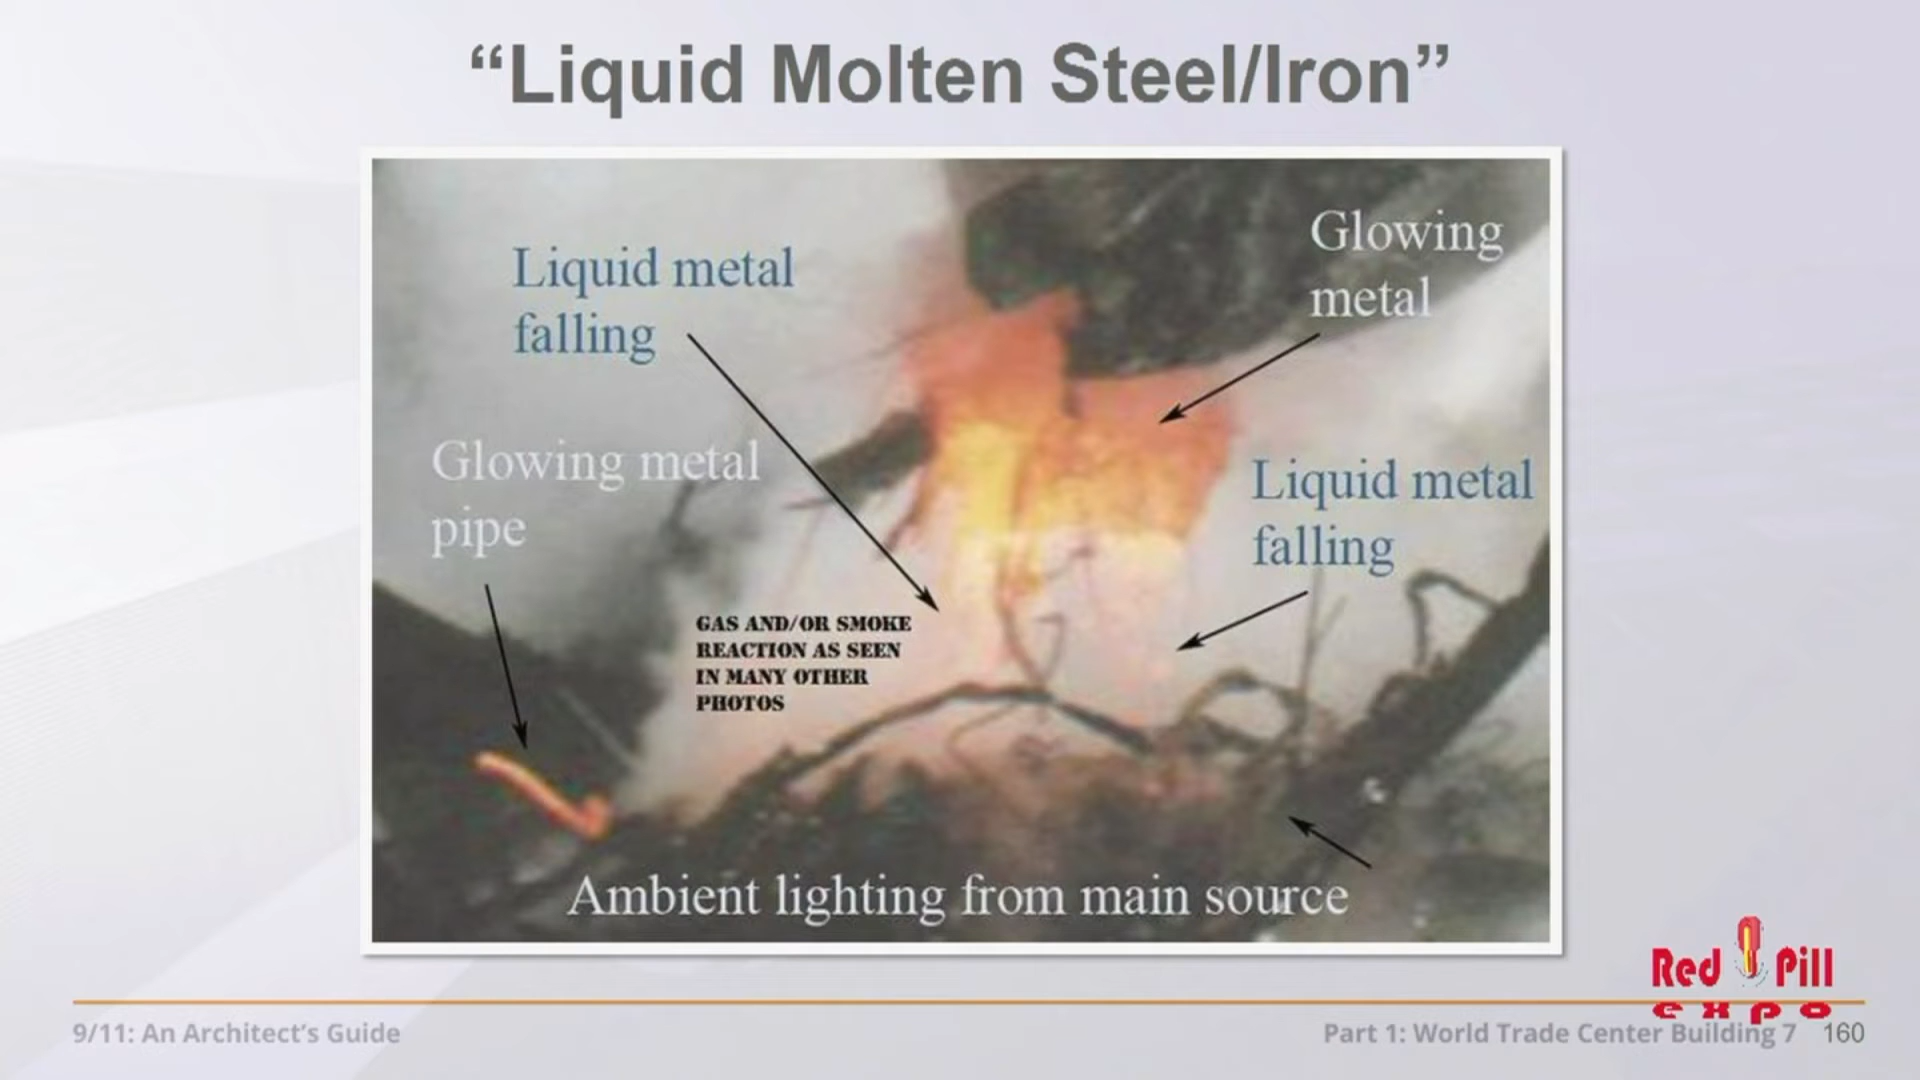 “Liquid Molten Steel/Iron”
Glowing
metal
Liquid metal
falling
Glowing metal
pipe
Liquid metal
falling
GAS AND/OR SMOKE
REACTION AS SEEN
IN MANY OTHER
PHOTOS
Ambient lighting from main source
Red Pill
expo
9/11: An Architect’s Guide
Part 1: World Trade Center Building 7 160